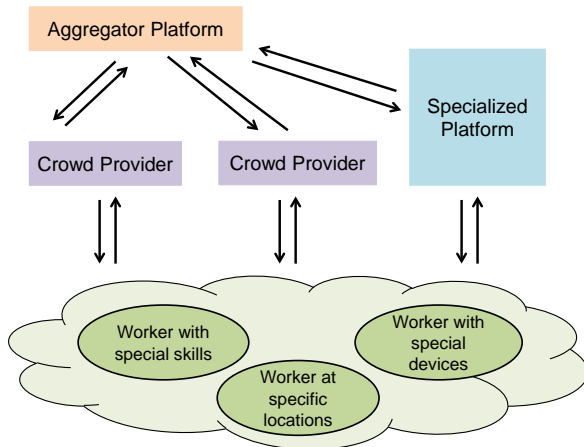 Aggregator Platform
Specialized
Platform
Crowd Provider
Crowd Provider
Worker with
special skills
Worker with
special
devices
Worker at
specific
locations